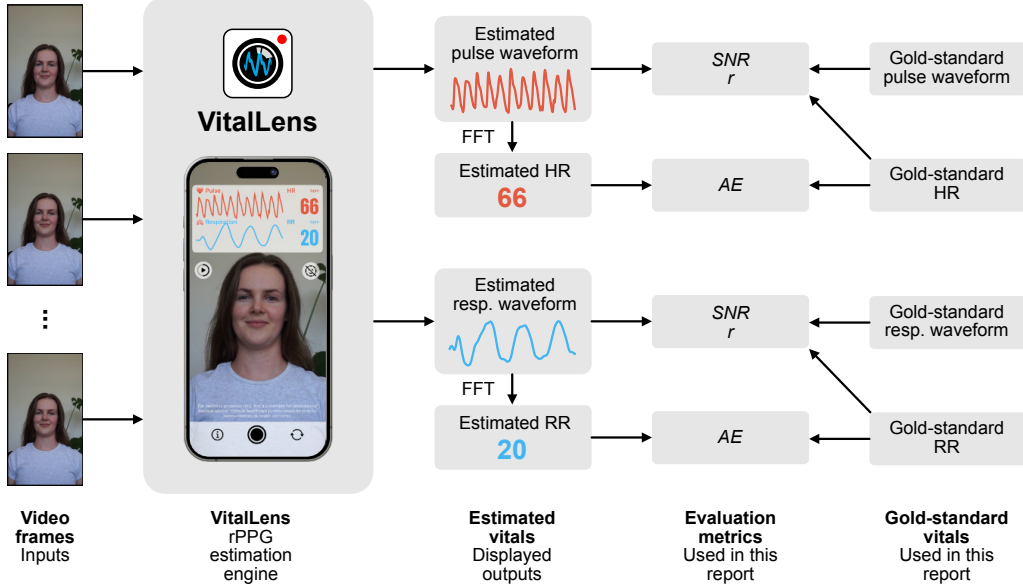 VitalLens
Pulse
HR
66
Respiration
RR
20
Estimated
pulse waveform
FFT
Estimated HR
66
SNR
r
AE
Gold-standard
pulse waveform
Gold-standard
HR
Estimated
resp. waveform
FFT
Estimated RR
20
SNR
r
AE
Gold-standard
resp. waveform
Gold-standard
RR
...
Video
frames
Inputs
VitalLens
rPPG
estimation
engine
Estimated
vitals
Displayed
outputs
Evaluation
metrics
Used in this
report
Gold-standard
vitals
Used in this
report